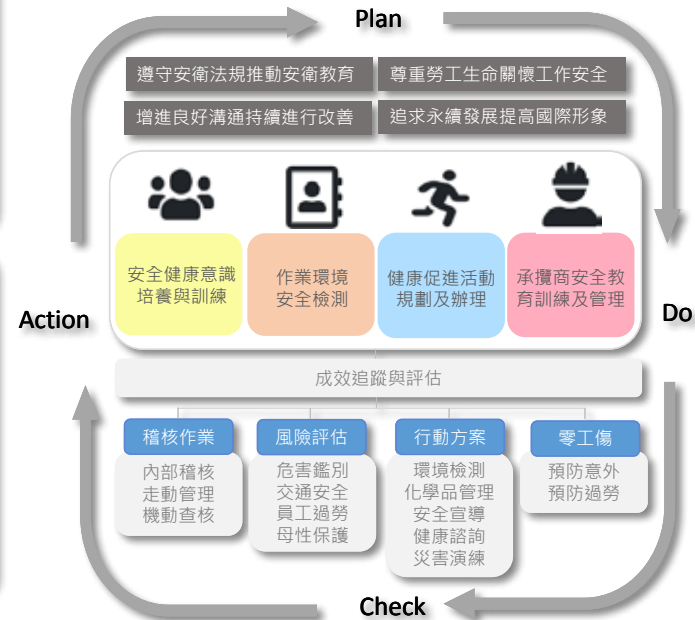 Plan
遵守安衛法規推動安衛教育
尊重勞工生命關懷工作安全
增進良好溝通持續進行改善
追求永續發展提高國際形象
安全健康意識
培養與訓練
作業環境
安全檢測
健康促進活動
規劃及辦理
承攬商安全教
育訓練及管理
Action
Do
成效追蹤與評估
稽核作業
內部稽核
走動管理
機動查核
風險評估
危害鑑別
交通安全
員工過勞
母性保護
行動方案
環境檢測
化學品管理
安全宣導
健康諮詢
災害演練
零工傷
預防意外
預防過勞
Check